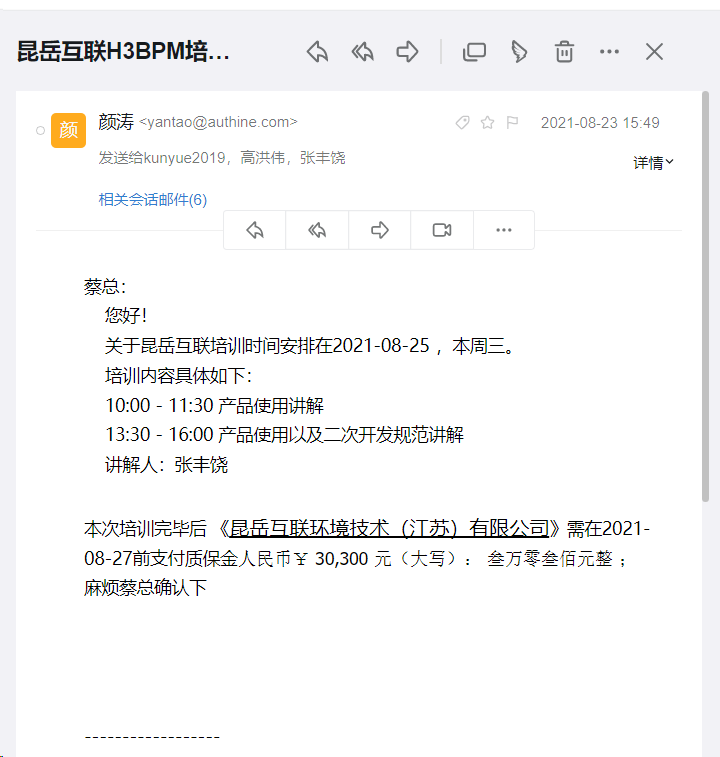 昆岳互联H3BPM培...
颜
颜涛 <yantao@authine.com>
2021-08-23 15:49
发送给kunyue2019，高洪伟，张丰饶
详情
相关会话邮件(6)
蔡总：
您好！
关于昆岳互联培训时间安排在2021-08-25 ，本周三。
培训内容具体如下：
10:00 - 11:30 产品使用讲解
13:30 - 16:00 产品使用以及二次开发规范讲解
讲解人：张丰饶
本次培训完毕后 《昆岳互联环境技术（江苏）有限公司》需在2021-
08-27前支付质保金人民币￥ 30,300 元（大写）： 叁万零叁佰元整 ；
麻烦蔡总确认下
------------------